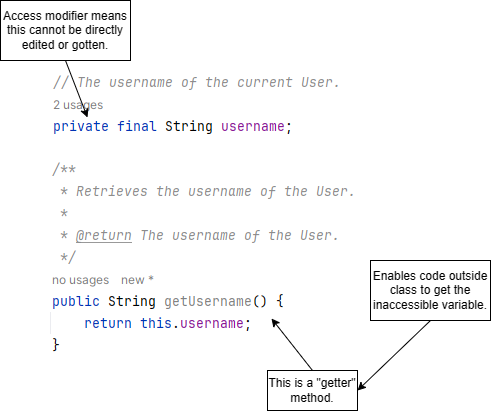 Access modifier means
this cannot be directly
edited or gotten.
// The username of the current User.
2 usages
private final String username;
/**
* Retrieves the username of the User.
*
* @return The username of the User.
*/
no usages   new *
public String getUsername() {
return this.username;
}
Enables code outside
class to get the
inaccessible variable.
This is a "getter"
method.